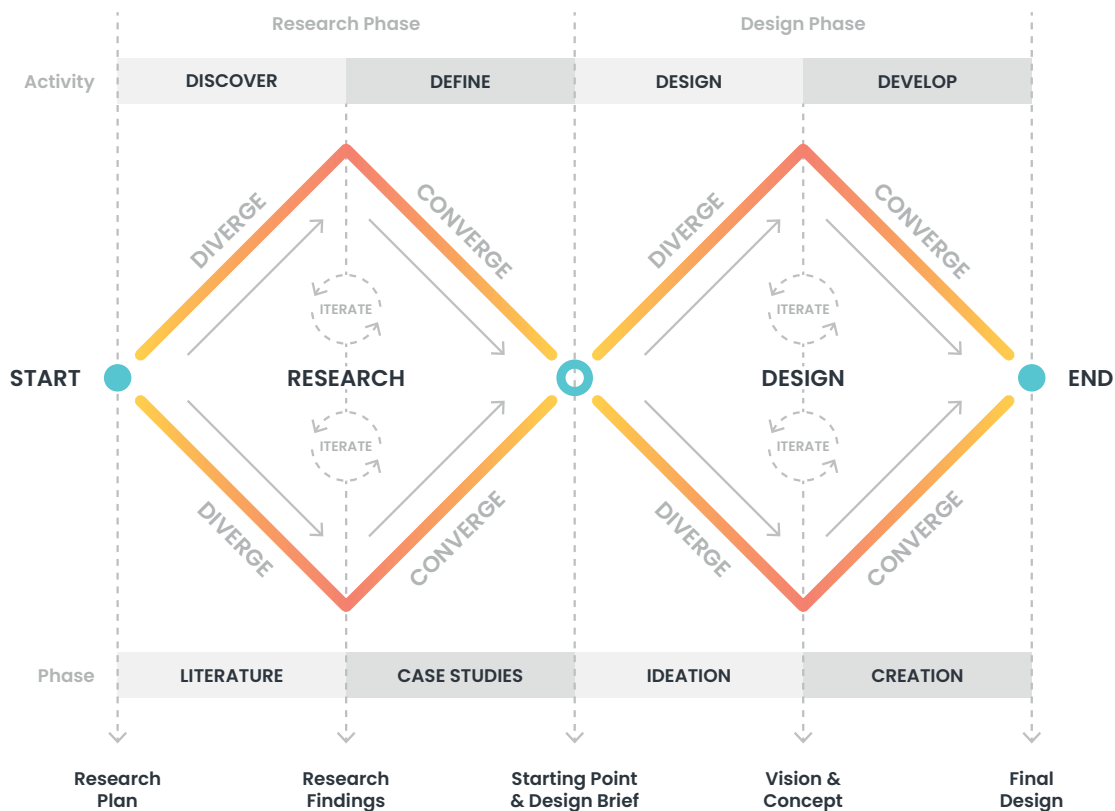 Research Phase
Design Phase
Activity
DISCOVER
DEFINE
DESIGN
DEVELOP
DIVERGE
CONVERGE
DIVERGE
CONVERGE
ITERATE
ITERATE
START
RESEARCH
DESIGN
END
ITERATE
ITERATE
DIVERGE
CONVERGE
DIVERGE
CONVERGE
Phase
LITERATURE
CASE STUDIES
IDEATION
CREATION
Research
Plan
Research
Findings
Starting Point
& Design Brief
Vision &
Concept
Final
Design